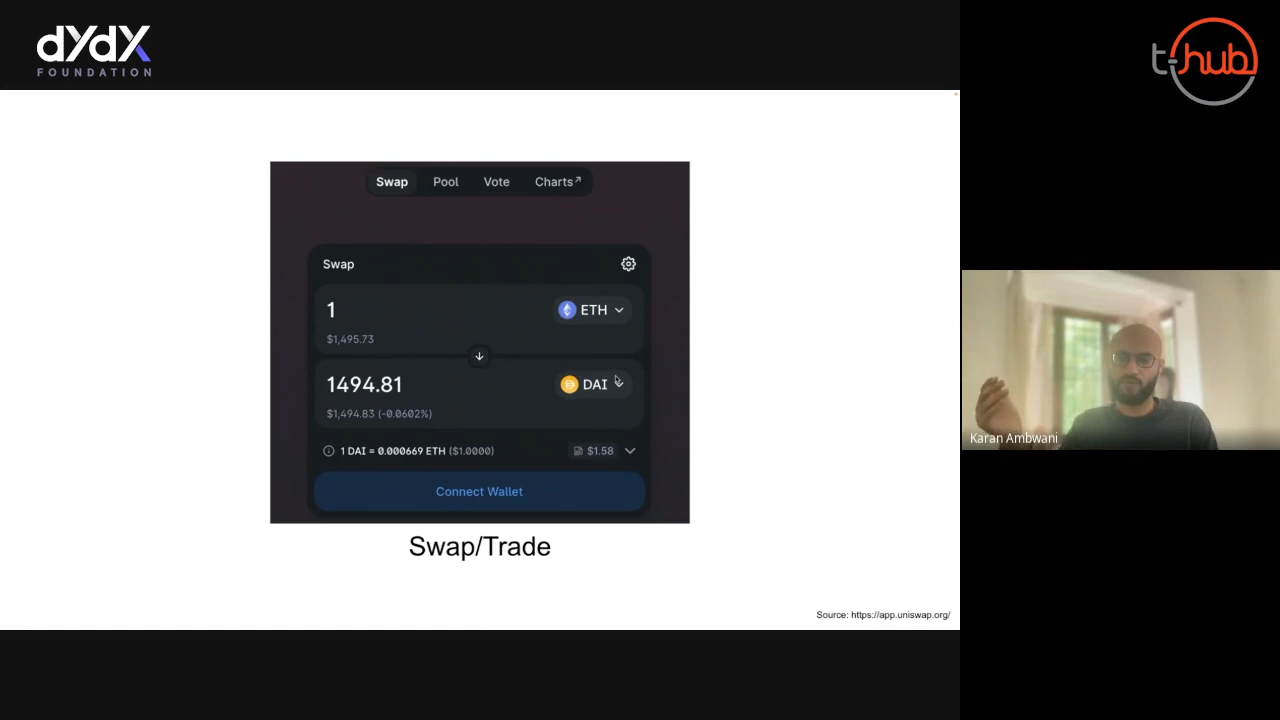 dYdX
FOUNDATION
t-hub
Swap Pool Vote Charts↗
Swap
1 ETH
$1,495.73
1494.81 DAI
$1,494.83 (-0.0602%)
1 DAI = 0.000669 ETH ($1.0000) $1.58
Connect Wallet
Swap/Trade
Source: https://app.uniswap.org/
Karan Ambwani